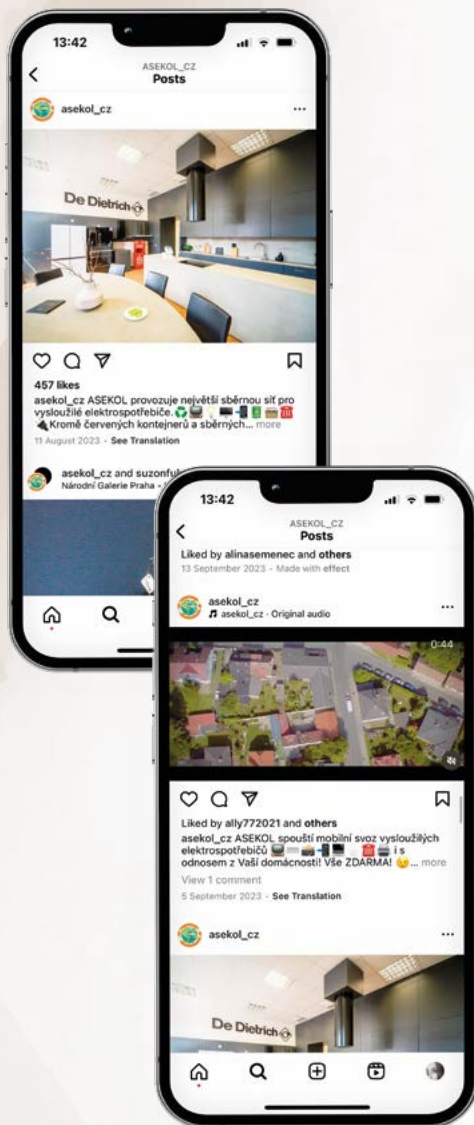 13:42
ASEKOL_CZ
Posts
asekol_cz
De Dietrich
457 likes
asekol_cz ASEKOL provozuje největší sběrnou síť pro
vysloužilé elektrospotřebiče.
Kromě červených kontejnerů a sběrných... more
11 August 2023 - See Translation
asekol_cz and
Národní Galerie Praha -
13:42
ASEKOL_CZ
Posts
Liked by alinasemenec and others
13 September 2023 - Made with effect
asekol_cz
asekol_cz · Original audio
0:44
Liked by ally772021 and others
asekol_cz ASEKOL spouští mobilní svoz vysloužilých
elektrospotřebičů i s
odnosem z Vaší domácnosti! Vše ZDARMA! ... more
View 1 comment
5 September 2023 - See Translation
asekol_cz
De Dietrich